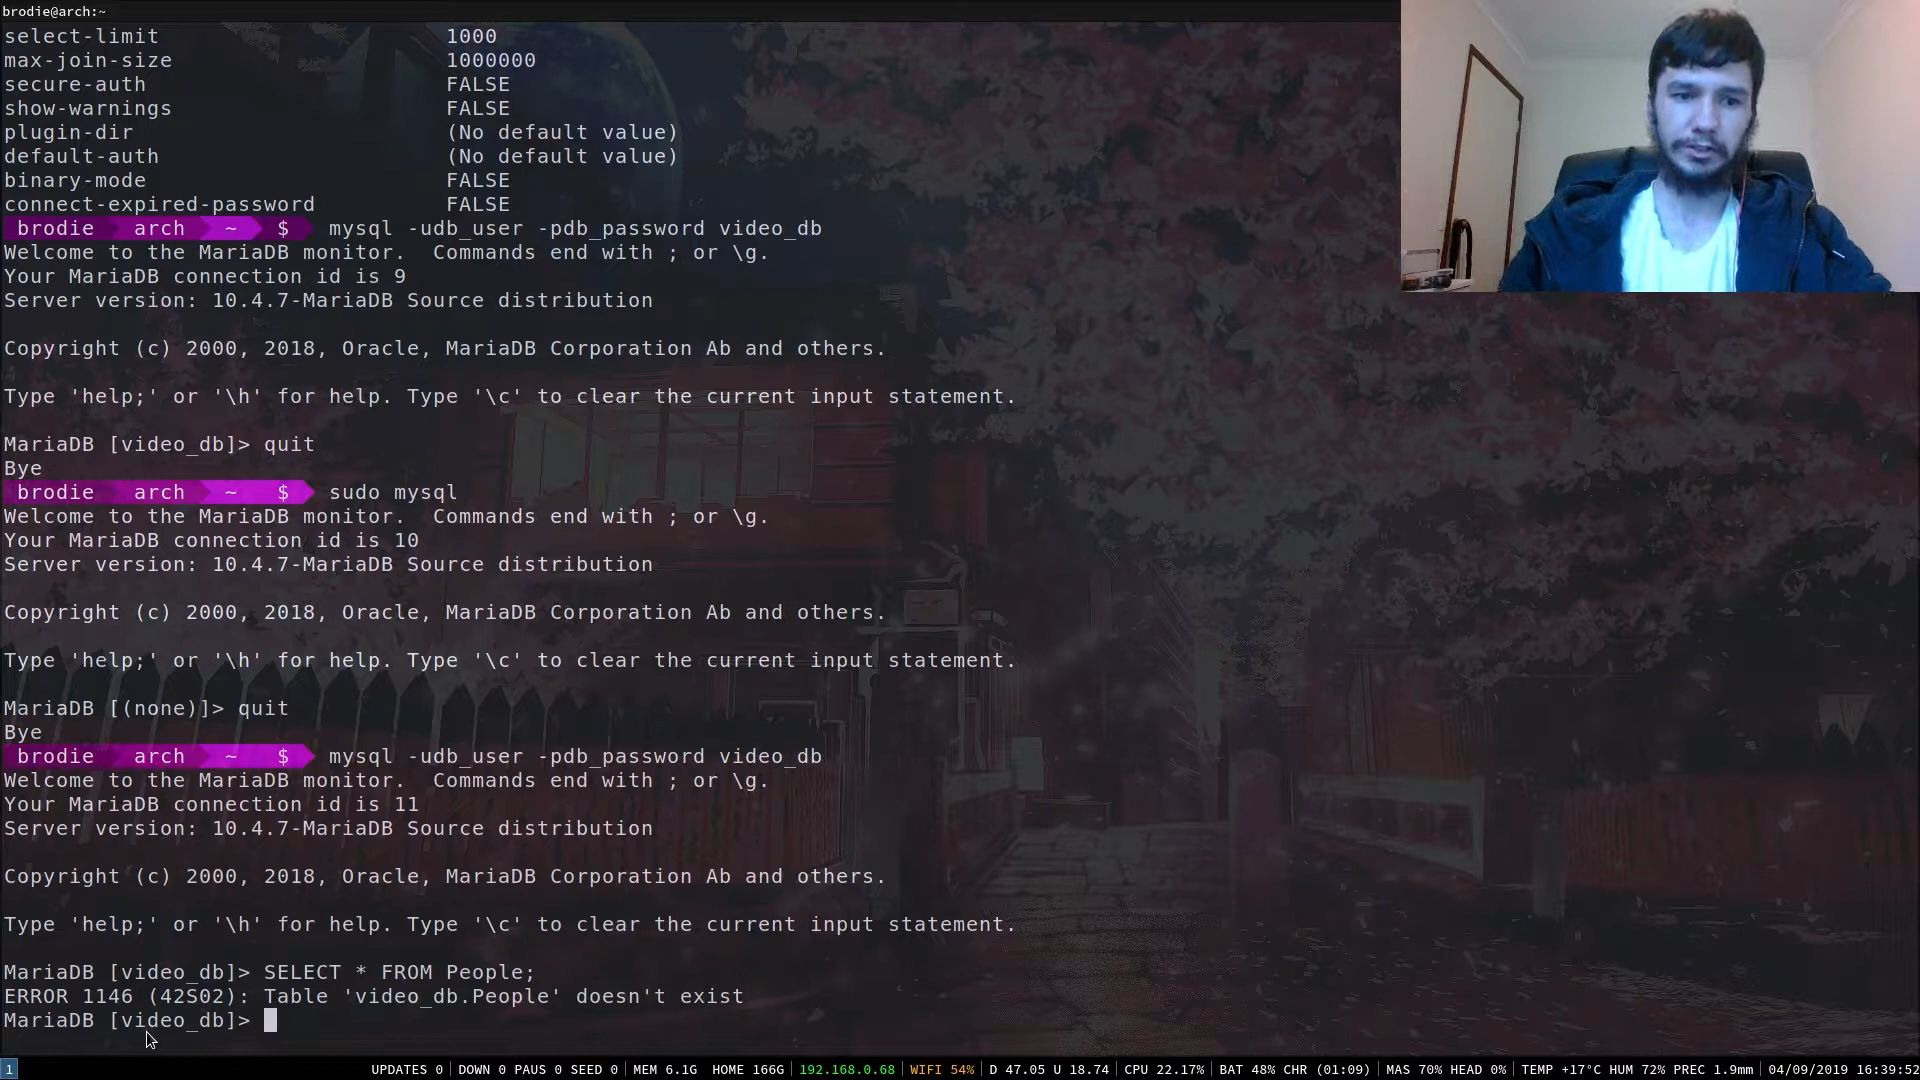 brodie@arch:~
select-limit 1000
max-join-size 1000000
secure-auth FALSE
show-warnings FALSE
plugin-dir (No default value)
default-auth (No default value)
binary-mode FALSE
connect-expired-password FALSE
brodie arch ~ $ mysql -udb_user -pdb_password video_db
Welcome to the MariaDB monitor. Commands end with ; or \g.
Your MariaDB connection id is 9
Server version: 10.4.7-MariaDB Source distribution
Copyright (c) 2000, 2018, Oracle, MariaDB Corporation Ab and others.
Type 'help;' or '\h' for help. Type '\c' to clear the current input statement.
MariaDB [video_db]> quit
Bye
brodie arch ~ $ sudo mysql
Welcome to the MariaDB monitor. Commands end with ; or \g.
Your MariaDB connection id is 10
Server version: 10.4.7-MariaDB Source distribution
Copyright (c) 2000, 2018, Oracle, MariaDB Corporation Ab and others.
Type 'help;' or '\h' for help. Type '\c' to clear the current input statement.
MariaDB [(none)]> quit
Bye
brodie arch ~ $ mysql -udb_user -pdb_password video_db
Welcome to the MariaDB monitor. Commands end with ; or \g.
Your MariaDB connection id is 11
Server version: 10.4.7-MariaDB Source distribution
Copyright (c) 2000, 2018, Oracle, MariaDB Corporation Ab and others.
Type 'help;' or '\h' for help. Type '\c' to clear the current input statement.
MariaDB [video_db]> SELECT * FROM People;
ERROR 1146 (42S02): Table 'video_db.People' doesn't exist
MariaDB [video_db]>
1 UPDATES 0 DOWN 0 PAUS 0 SEED 0 MEM 6.1G HOME 166G 192.168.0.68 WIFI 54% D 47.05 U 18.74 CPU 22.17% BAT 48% CHR (01:09) MAS 70% HEAD 0% TEMP +17°C HUM 72% PREC 1.9mm 04/09/2019 16:39:52